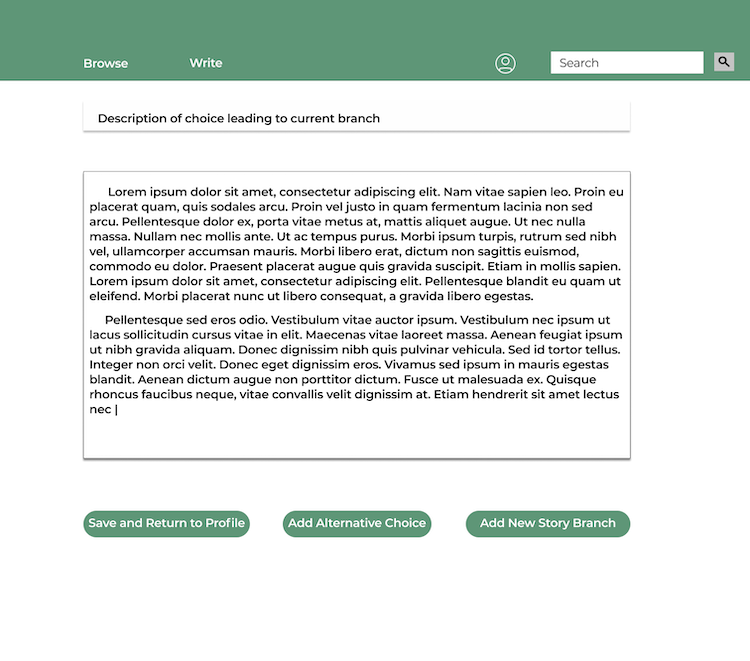 Browse
Write
Search
Description of choice leading to current branch
Lorem ipsum dolor sit amet, consectetur adipiscing elit. Nam vitae sapien leo. Proin eu
placerat quam, quis sodales arcu. Proin vel justo in quam fermentum lacinia non sed
arcu. Pellentesque dolor ex, porta vitae metus at, mattis aliquet augue. Ut nec nulla
massa. Nullam nec mollis ante. Ut ac tempus purus. Morbi ipsum turpis, rutrum sed nibh
vel, ullamcorper accumsan mauris. Morbi libero erat, dictum non sagittis euismod,
commodo eu dolor. Praesent placerat augue quis gravida suscipit. Etiam in mollis sapien.
Lorem ipsum dolor sit amet, consectetur adipiscing elit. Pellentesque blandit eu quam ut
eleifend. Morbi placerat nunc ut libero consequat, a gravida libero egestas.
Pellentesque sed eros odio. Vestibulum vitae auctor ipsum. Vestibulum nec ipsum ut
lacus sollicitudin cursus vitae in elit. Maecenas vitae laoreet massa. Aenean feugiat ipsum
ut nibh gravida aliquam. Donec dignissim nibh quis pulvinar vehicula. Sed id tortor tellus.
Integer non orci velit. Donec eget dignissim eros. Vivamus sed ipsum in mauris egestas
blandit. Aenean dictum augue non porttitor dictum. Fusce ut malesuada ex. Quisque
rhoncus faucibus neque, vitae convallis velit dignissim at. Etiam hendrerit sit amet lectus
nec |
Save and Return to Profile
Add Alternative Choice
Add New Story Branch